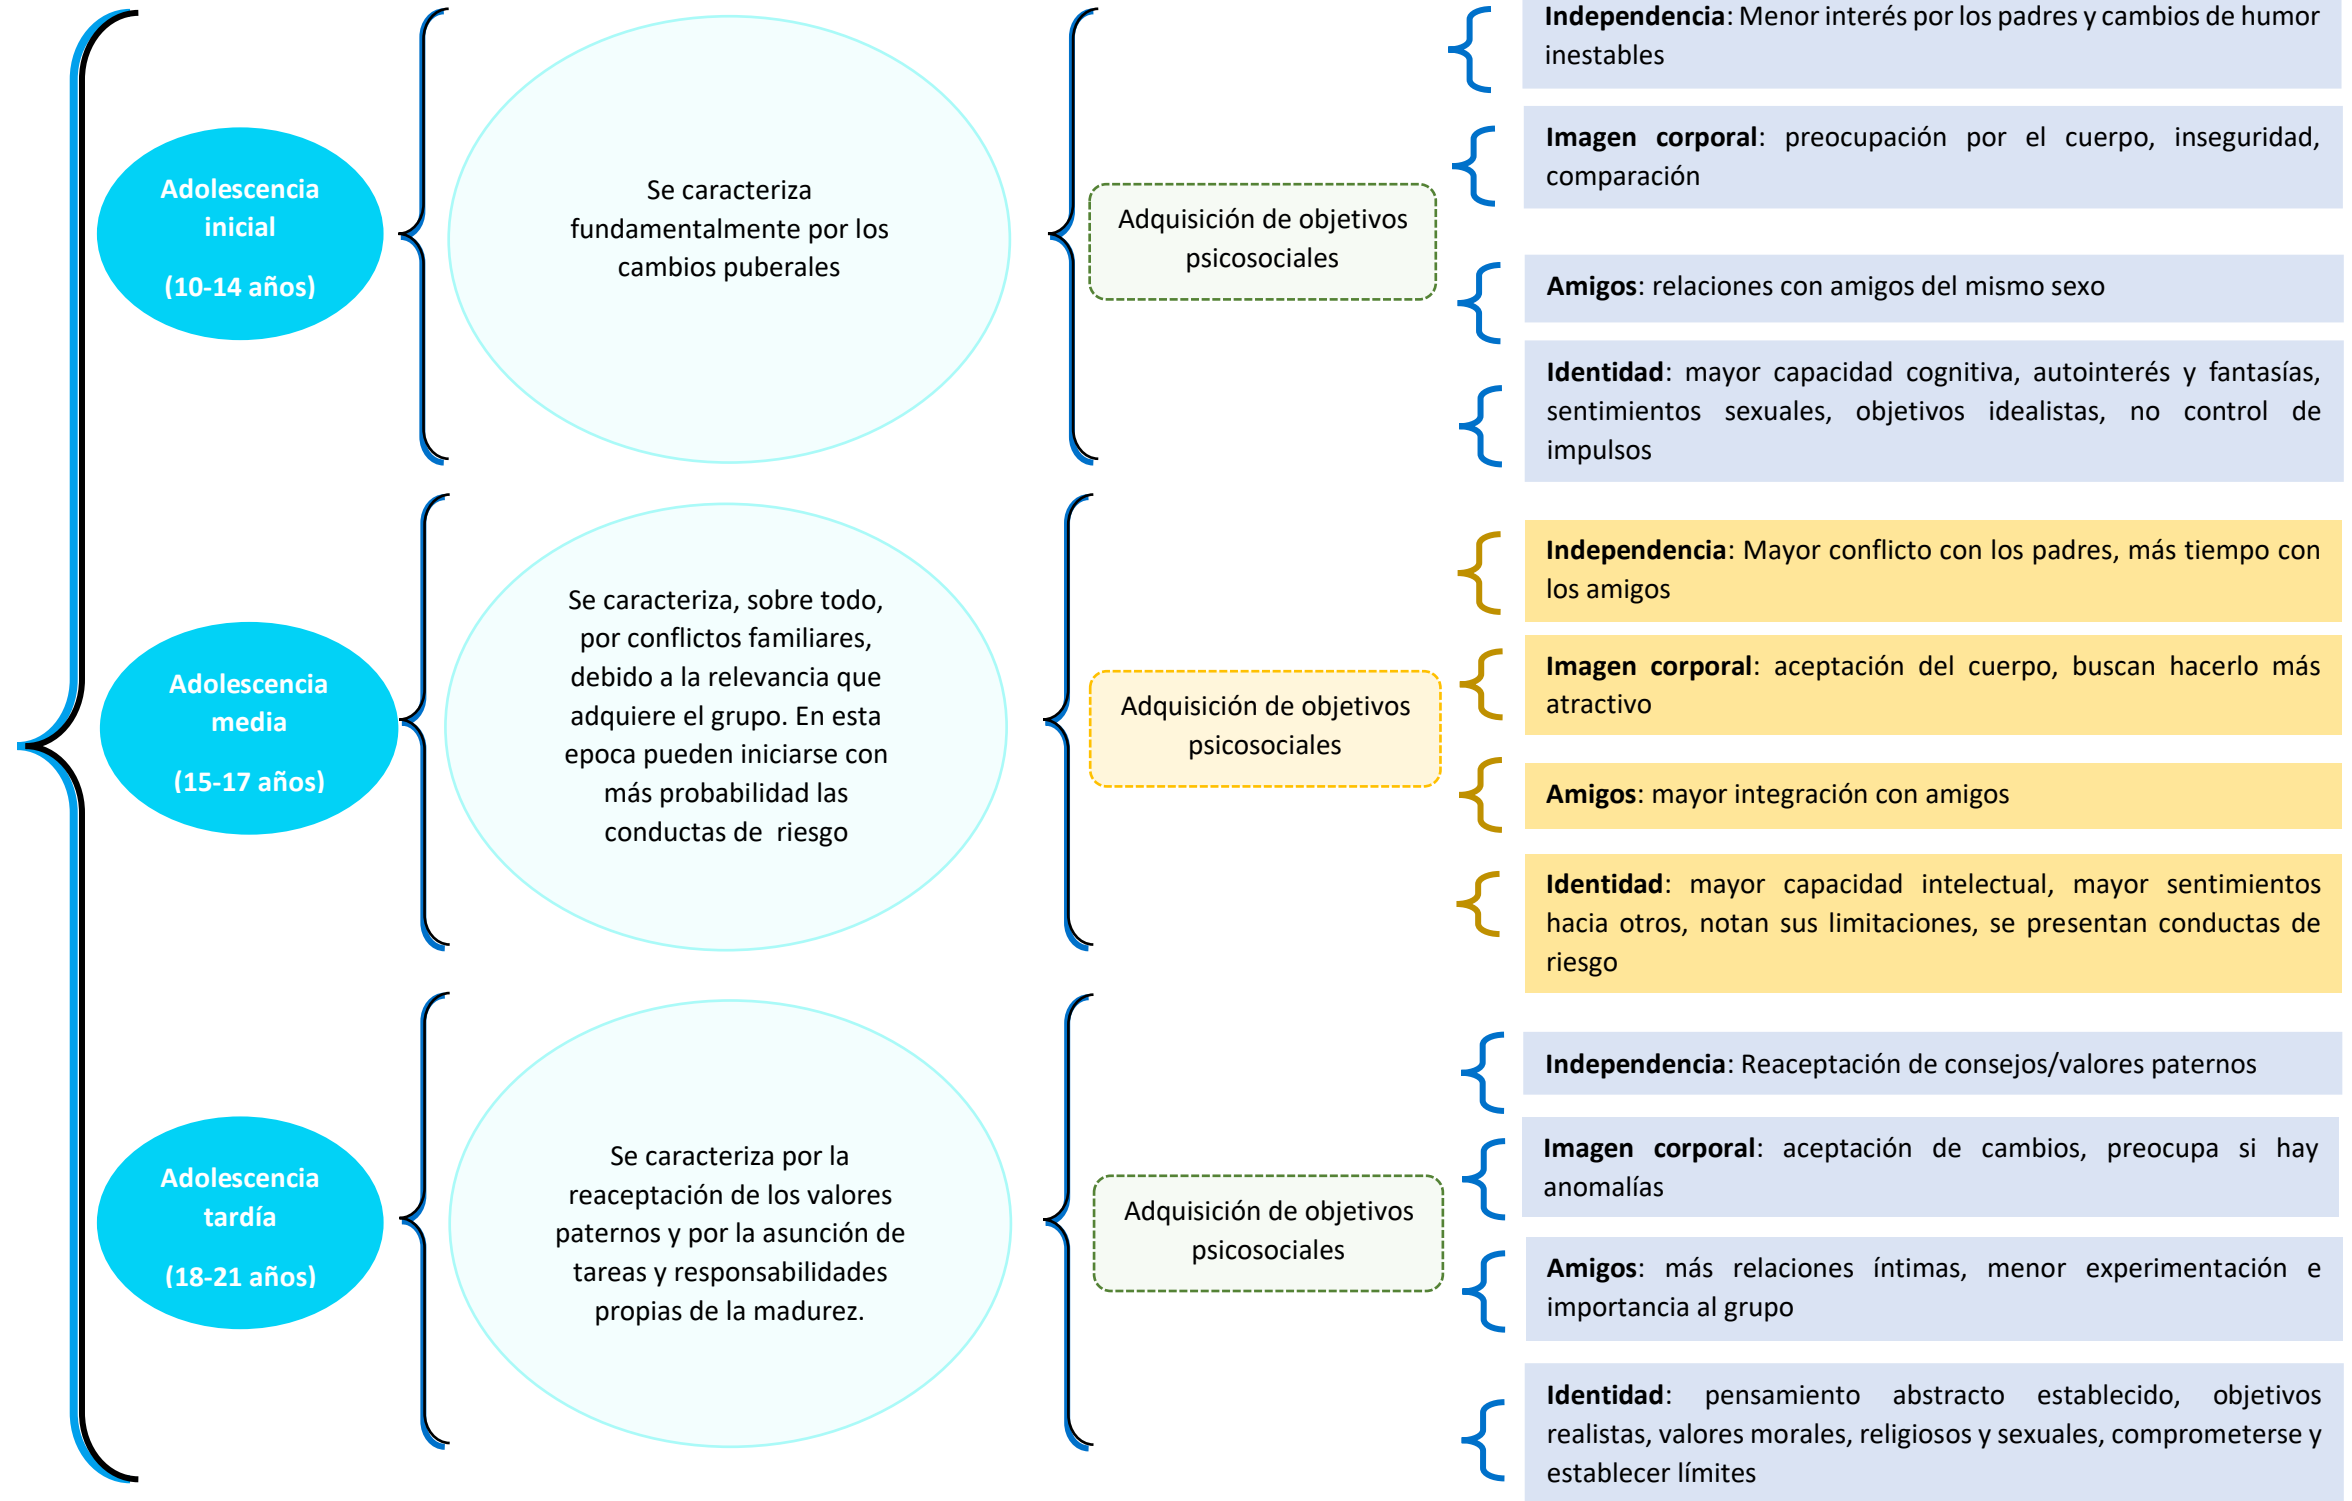 Adolescencia
inicial
(10-14 años)
Se caracteriza
fundamentalmente por los
cambios puberales
Adquisición de objetivos
psicosociales
Independencia: Menor interés por los padres y cambios de humor
inestables
Imagen corporal: preocupación por el cuerpo, inseguridad,
comparación
Amigos: relaciones con amigos del mismo sexo
Identidad: mayor capacidad cognitiva, autointerés y fantasías,
sentimientos sexuales, objetivos idealistas, no control de
impulsos
Adolescencia
media
(15-17 años)
Se caracteriza, sobre todo,
por conflictos familiares,
debido a la relevancia que
adquiere el grupo. En esta
epoca pueden iniciarse con
más probabilidad las
conductas de riesgo
Adquisición de objetivos
psicosociales
Independencia: Mayor conflicto con los padres, más tiempo con
los amigos
Imagen corporal: aceptación del cuerpo, buscan hacerlo más
atractivo
Amigos: mayor integración con amigos
Identidad: mayor capacidad intelectual, mayor sentimientos
hacia otros, notan sus limitaciones, se presentan conductas de
riesgo
Adolescencia
tardía
(18-21 años)
Se caracteriza por la
reaceptación de los valores
paternos y por la asunción de
tareas y responsabilidades
propias de la madurez.
Adquisición de objetivos
psicosociales
Independencia: Reaceptación de consejos/valores paternos
Imagen corporal: aceptación de cambios, preocupa si hay
anomalías
Amigos: más relaciones íntimas, menor experimentación e
importancia al grupo
Identidad: pensamiento abstracto establecido, objetivos
realistas, valores morales, religiosos y sexuales, comprometerse y
establecer límites